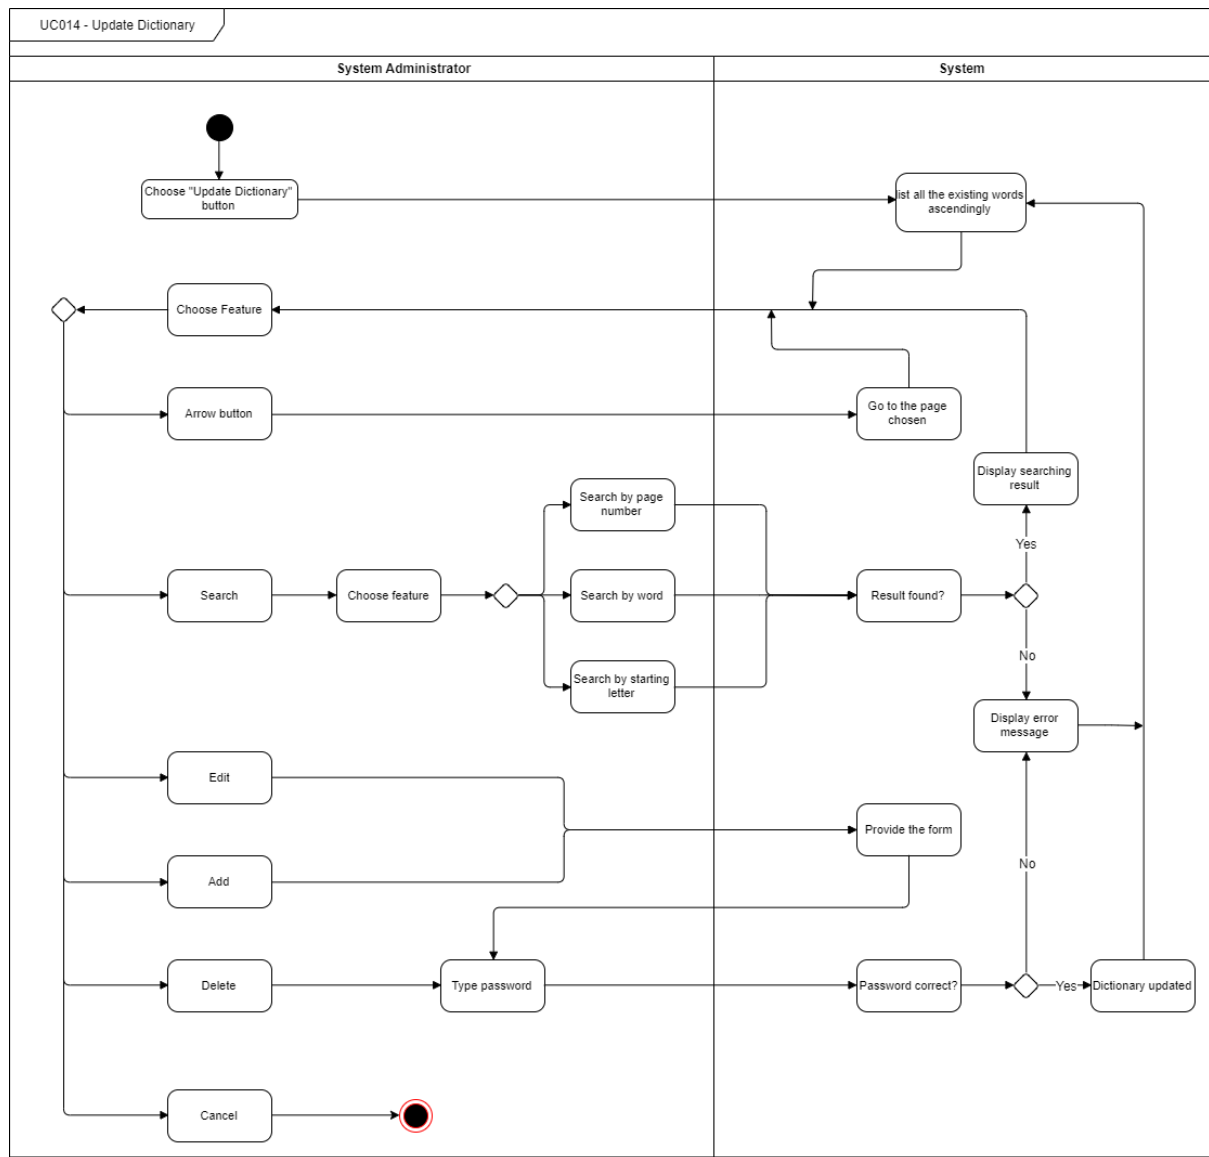 UC014 - Update Dictionary
System Administrator
System
Choose "Update Dictionary"
button
list all the existing words
ascendingly
Choose Feature
Arrow button
Go to the page
chosen
Display searching
result
Search by page
number
Yes
Search
Choose feature
Search by word
Result found?
No
Search by starting
letter
Display error
message
Edit
Provide the form
No
Add
Delete
Type password
Password correct?
Yes
Dictionary updated
Cancel